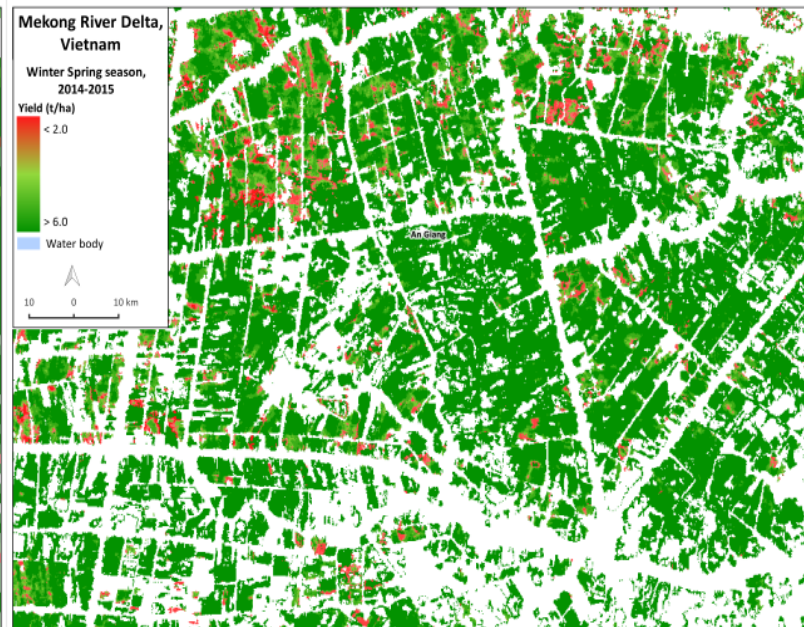 Mekong River Delta,
Vietnam
Winter Spring season,
2014-2015
Yield (t/ha)
< 2.0
> 6.0
Water body
10 0 10 km
An Giang